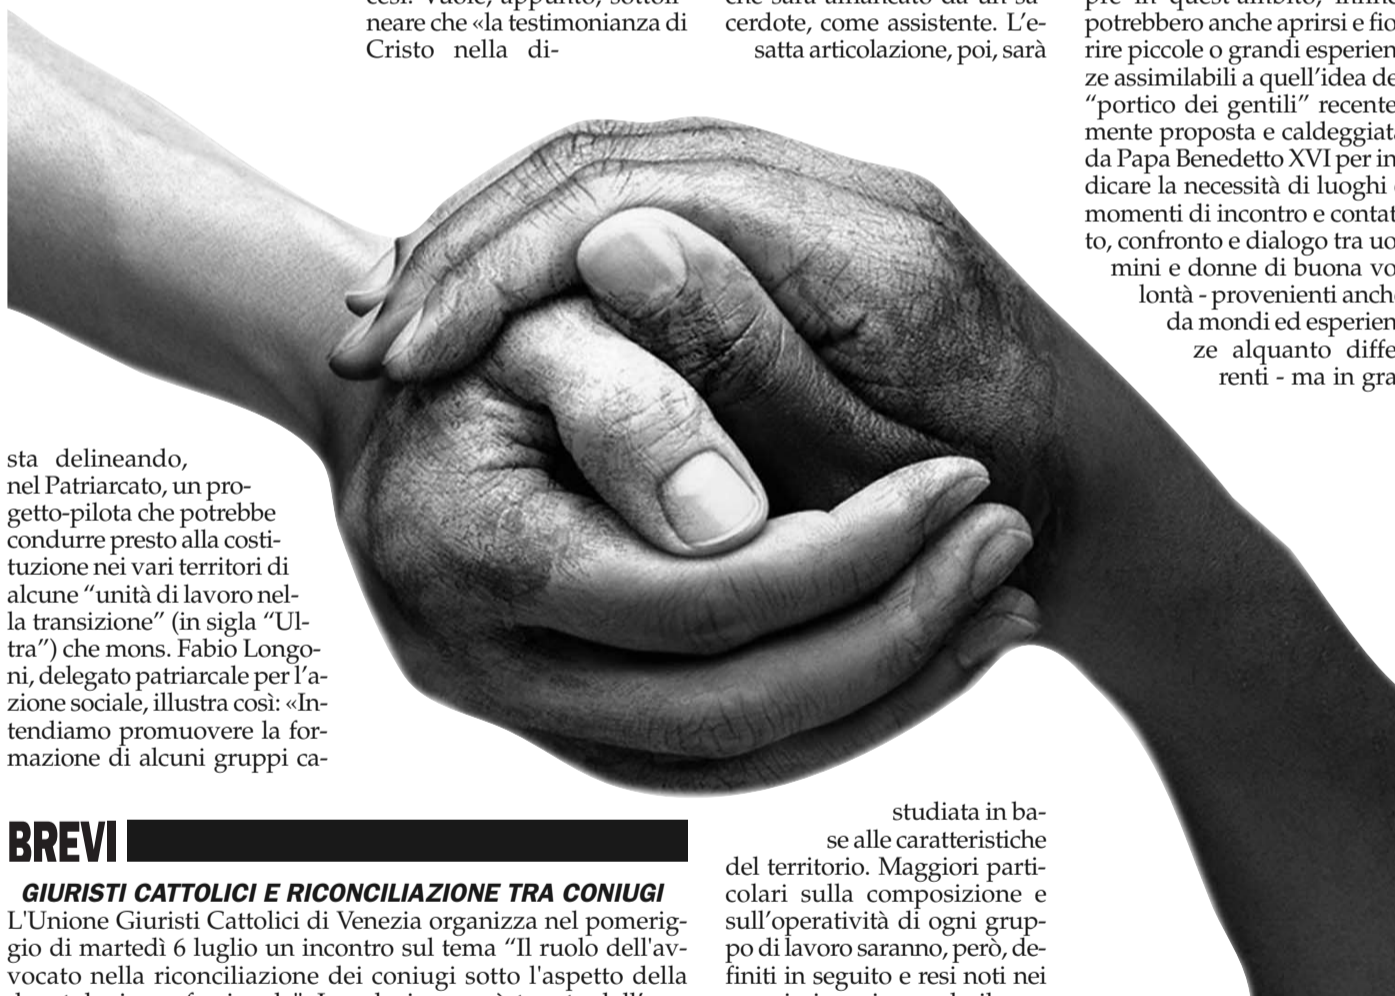 neare che «la testimonianza di
Cristo nella di-
sta delineando,
nel Patriarcato, un pro-
getto-pilota che potrebbe
condurre presto alla costi-
tuzione nei vari territori di
alcune “unità di lavoro nel-
la transizione” (in sigla “Ul-
tra”) che mons. Fabio Longo-
ni, delegato patriarcale per l’a-
zione sociale, illustra così: «In-
tendiamo promuovere la for-
mazione di alcuni gruppi ca-
cerdote, come assistente. L’e-
satta articolazione, poi, sarà
studiata in ba-
se alle caratteristiche
del territorio. Maggiori parti-
colari sulla composizione e
sull’operatività di ogni grup-
po di lavoro saranno, però, de-
finiti in seguito e resi noti nei
potrebbero anche aprirsi e fio
rire piccole o grandi esperien
ze assimilabili a quell’idea de
“portico dei gentili” recente
mente proposta e caldeggiat
da Papa Benedetto XVI per in
dicare la necessità di luoghi
momenti di incontro e contat
to, confronto e dialogo tra uo
mini e donne di buona vo
lontà - provenienti anch
da mondi ed esperien
ze alquanto diffe
renti - ma in gra
BREVI
GIURISTI CATTOLICI E RICONCILIAZIONE TRA CONIUGI
L'Unione Giuristi Cattolici di Venezia organizza nel pomerig-
gio di martedì 6 luglio un incontro sul tema “Il ruolo dell'av-
vocato nella riconciliazione dei coniugi sotto l'aspetto della